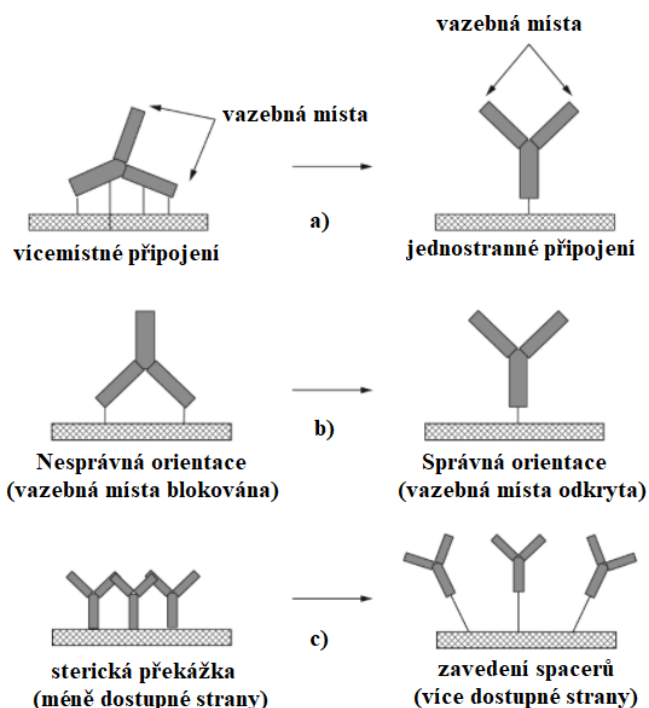 vazebná místa
vazebná místa
a)
vícemístné připojení
jednostranné připojení
b)
Nesprávná orientace
(vazebná místa blokována)
Správná orientace
(vazebná místa odkryta)
c)
sterická překážka
(méně dostupné strany)
zavedení spacerů
(více dostupné strany)